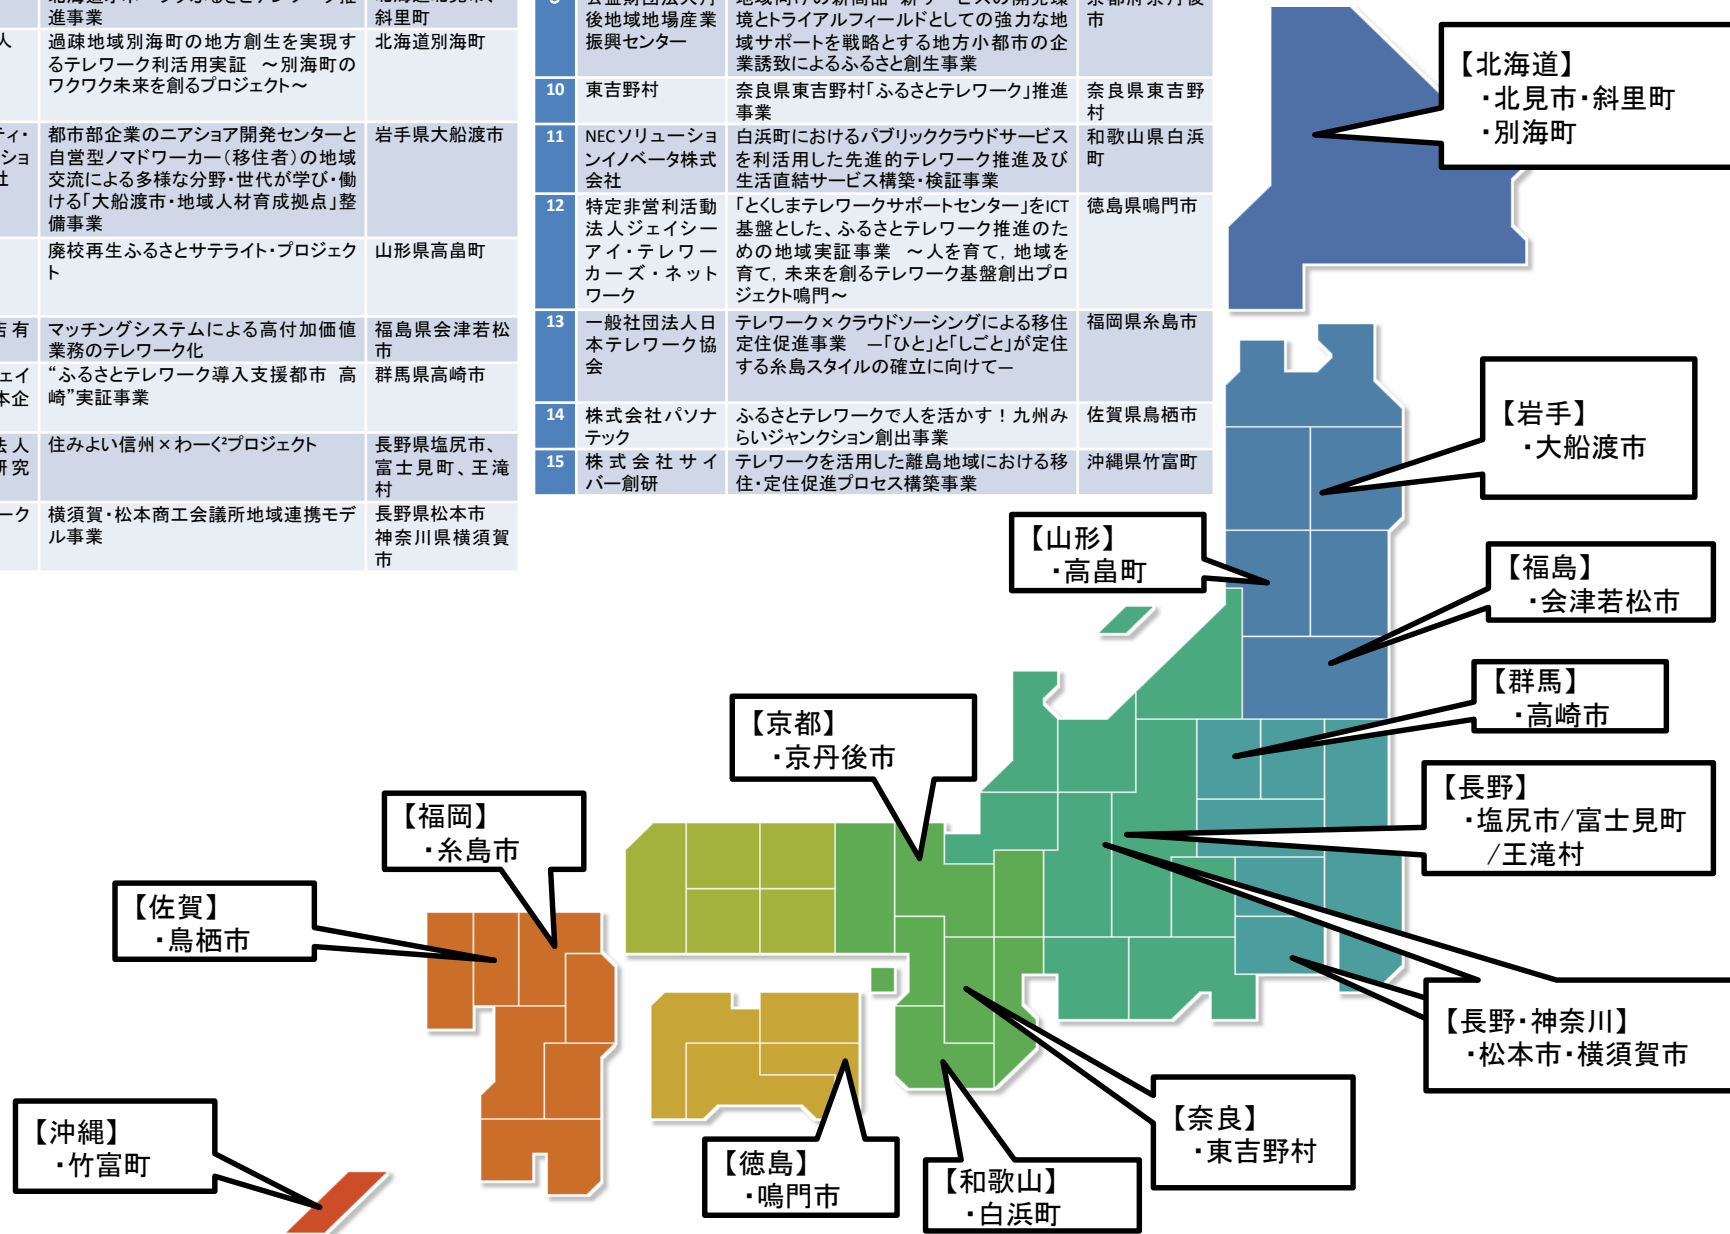 進事業
斜里町
人
過疎地域別海町の地方創生を実現す
るテレワーク利活用実証 ～別海町の
ワクワク未来を創るプロジェクト～
北海道別海町
ティ・
ショ
社
都市部企業のニアショア開発センターと
自営型ノマドワーカー(移住者)の地域
交流による多様な分野・世代が学び・働
ける「大船渡市・地域人材育成拠点」整
備事業
岩手県大船渡市
廃校再生ふるさとサテライト・プロジェク
ト
山形県高畠町
有
マッチングシステムによる高付加価値
業務のテレワーク化
福島県会津若松
市
ェイ
本企
“ふるさとテレワーク導入支援都市 高
崎”実証事業
群馬県高崎市
法人
研究
住みよい信州×わーく²プロジェクト
長野県塩尻市、
富士見町、王滝
村
ーク
横須賀・松本商工会議所地域連携モデ
ル事業
長野県松本市
神奈川県横須賀
市
後地域地場産業
振興センター
境とトライアルフィールドとしての強力な地
域サポートを戦略とする地方小都市の企
業誘致によるふるさと創生事業
市
10
東吉野村
奈良県東吉野村「ふるさとテレワーク」推進
事業
奈良県東吉野
村
11
NECソリューショ
ンイノベータ株式
会社
白浜町におけるパブリッククラウドサービス
を利活用した先進的テレワーク推進及び
生活直結サービス構築・検証事業
和歌山県白浜
町
12
特定非営利活動
法人ジェイシー
アイ・テレワー
カーズ・ネット
ワーク
「とくしまテレワークサポートセンター」をICT
基盤とした、ふるさとテレワーク推進のた
めの地域実証事業 ～人を育て, 地域を
育て, 未来を創るテレワーク基盤創出プロ
ジェクト鳴門～
徳島県鳴門市
13
一般社団法人日
本テレワーク協
会
テレワーク×クラウドソーシングによる移住
定住促進事業 ―「ひと」と「しごと」が定住
する糸島スタイルの確立に向けて―
福岡県糸島市
14
株式会社パソナ
テック
ふるさとテレワークで人を活かす！九州み
らいジャンクション創出事業
佐賀県鳥栖市
15
株式会社サイ
バー創研
テレワークを活用した離島地域における移
住・定住促進プロセス構築事業
沖縄県竹富町
【北海道】
・北見市・斜里町
・別海町
【岩手】
・大船渡市
【山形】
・高畠町
【福島】
・会津若松市
【群馬】
・高崎市
【京都】
・京丹後市
【長野】
・塩尻市/富士見町
/王滝村
【福岡】
・糸島市
【佐賀】
・鳥栖市
【長野・神奈川】
・松本市・横須賀市
【沖縄】
・竹富町
【徳島】
・鳴門市
【和歌山】
・白浜町
【奈良】
・東吉野村